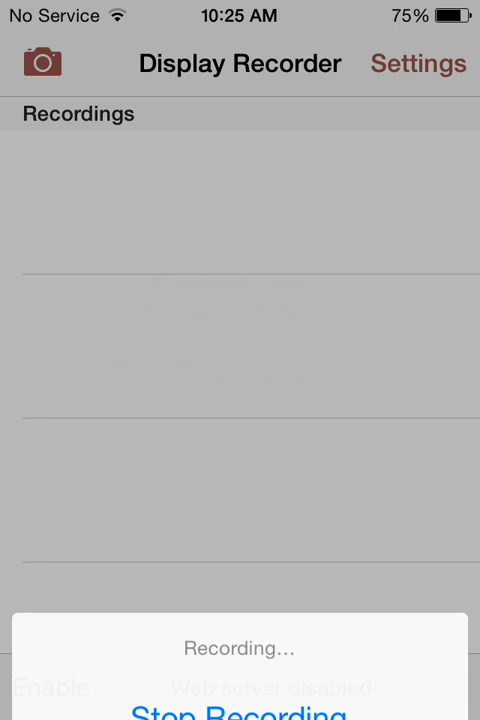 No Service 10:25 AM 75%
Display Recorder Settings
Recordings
Recording...
Enable Web server disabled
Stop Recording